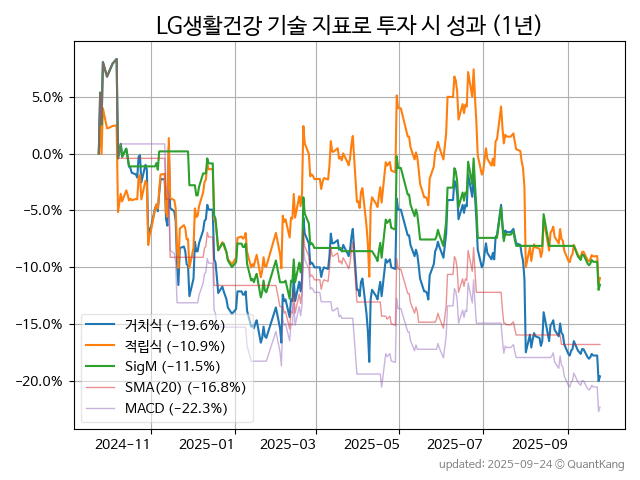 LG생활건강 기술 지표로 투자 시 성과 (1년)
5.0%
0.0%
−5.0%
−10.0%
−15.0%
−20.0%
거치식 (−19.6%)
적립식 (−10.9%)
SigM (−11.5%)
SMA(20) (−16.8%)
MACD (−22.3%)
2024-11 2025-01 2025-03 2025-05 2025-07 2025-09
updated: 2025-09-24 © QuantKang